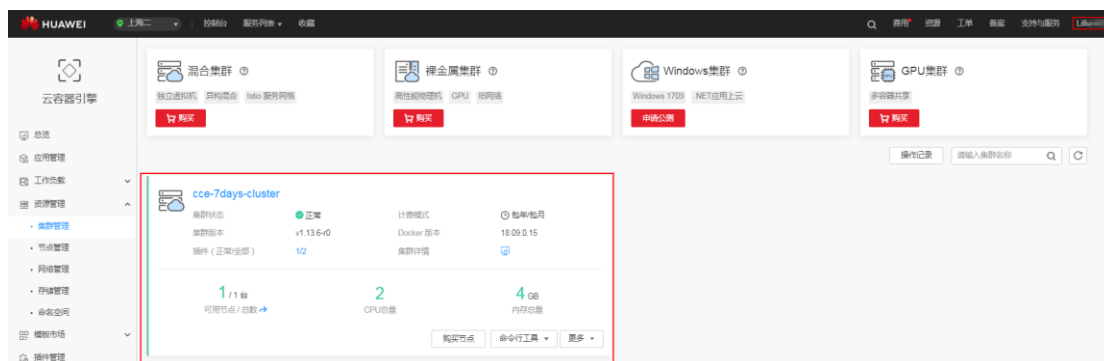 HUAWEI 上海二 控制台 服务列表 收藏 费用 资源 工单 备案 支持与服务
云容器引擎
总览
应用管理
工作负载
资源管理
集群管理
节点管理
网络管理
存储管理
命名空间
模板市场
插件管理
混合集群
独立虚拟机 异构混合 Istio 服务网格
购买
裸金属集群
高性能物理机 GPU IB网络
购买
Windows集群
Windows 1709 .NET应用上云
申请公测
GPU集群
多容器共享
购买
操作记录 请输入集群名称
cce-7days-cluster
集群状态 正常 计费模式 包年/包月
集群版本 v1.13.6-r0 Docker 版本 18.09.0.15
插件 ( 正常/全部 ) 1/2 集群详情
1 / 1 台 2 4 GB
可用节点 / 总数 CPU总量 内存总量
购买节点 命令行工具 更多